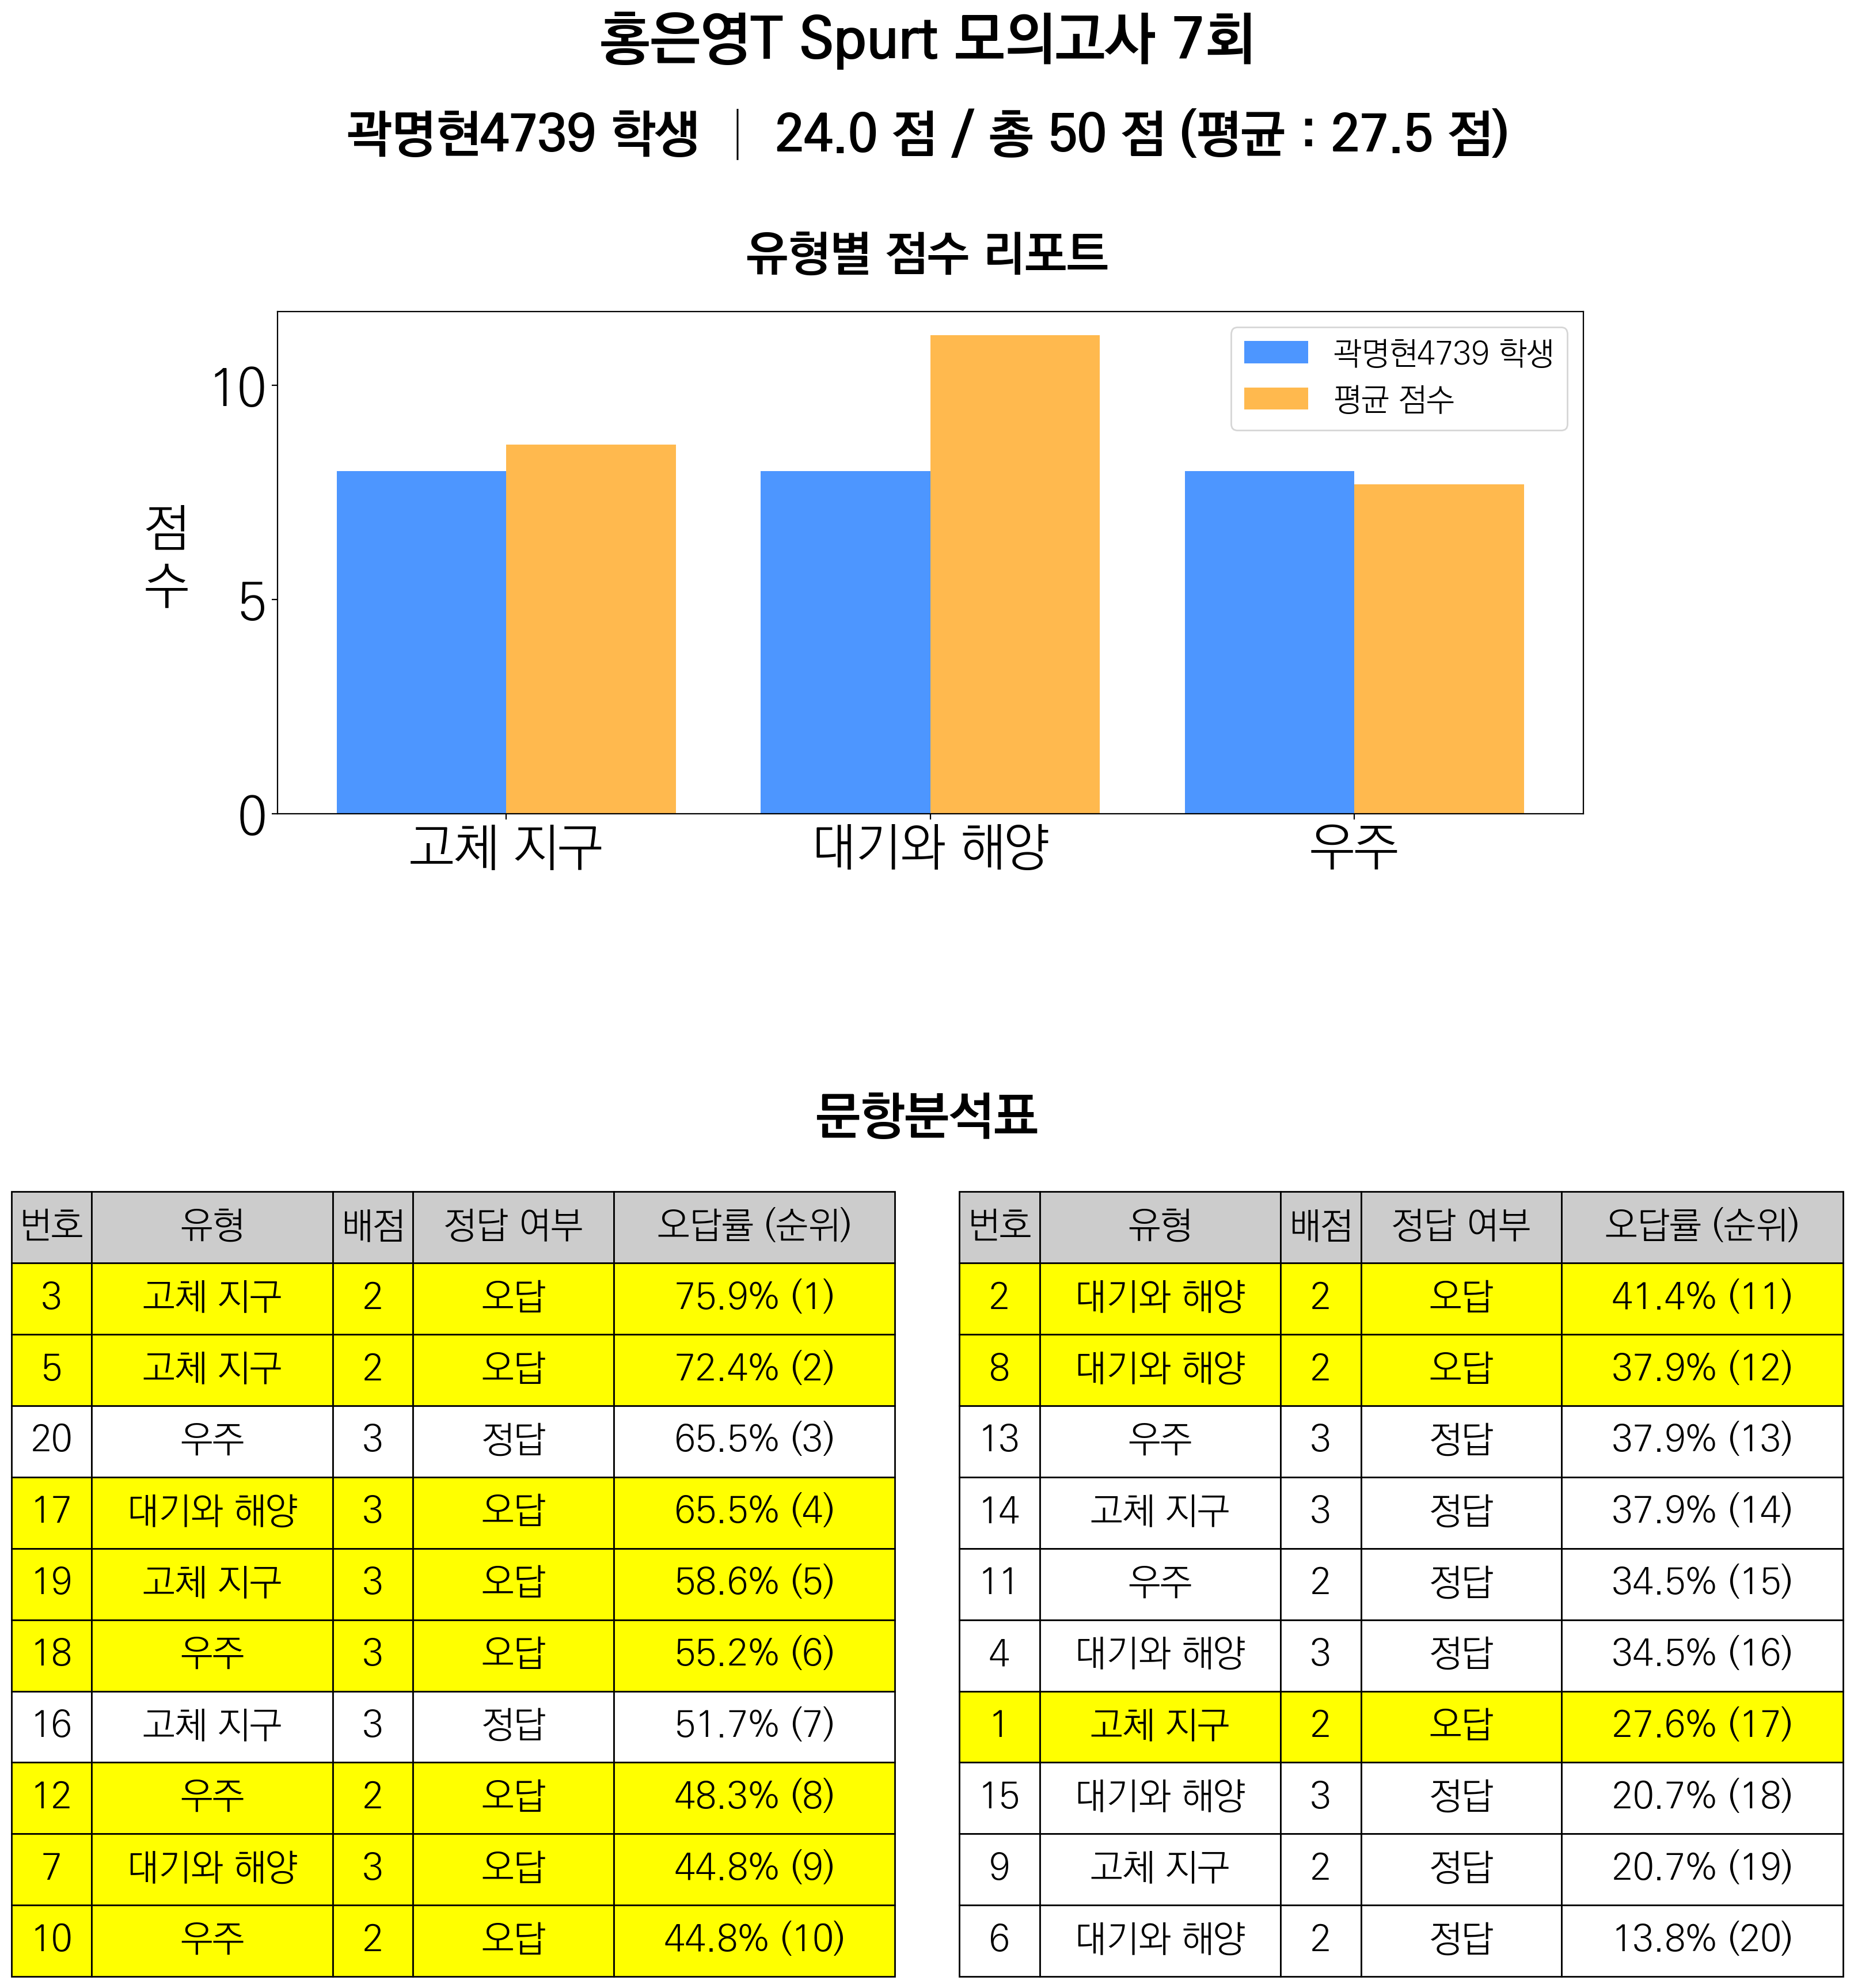 홍은영T Spurt 모의고사 7회
곽명현4739 학생 | 24.0 점 / 총 50 점 (평균 : 27.5 점)
유형별 점수 리포트
곽명현4739 학생
평균 점수
점
수
10
5
0
고체 지구 대기와 해양 우주
문항분석표
번호 유형 배점 정답 여부 오답률 (순위)
3 고체 지구 2 오답 75.9% (1)
5 고체 지구 2 오답 72.4% (2)
20 우주 3 정답 65.5% (3)
17 대기와 해양 3 오답 65.5% (4)
19 고체 지구 3 오답 58.6% (5)
18 우주 3 오답 55.2% (6)
16 고체 지구 3 정답 51.7% (7)
12 우주 2 오답 48.3% (8)
7 대기와 해양 3 오답 44.8% (9)
10 우주 2 오답 44.8% (10)
번호 유형 배점 정답 여부 오답률 (순위)
2 대기와 해양 2 오답 41.4% (11)
8 대기와 해양 2 오답 37.9% (12)
13 우주 3 정답 37.9% (13)
14 고체 지구 3 정답 37.9% (14)
11 우주 2 정답 34.5% (15)
4 대기와 해양 3 정답 34.5% (16)
1 고체 지구 2 오답 27.6% (17)
15 대기와 해양 3 정답 20.7% (18)
9 고체 지구 2 정답 20.7% (19)
6 대기와 해양 2 정답 13.8% (20)